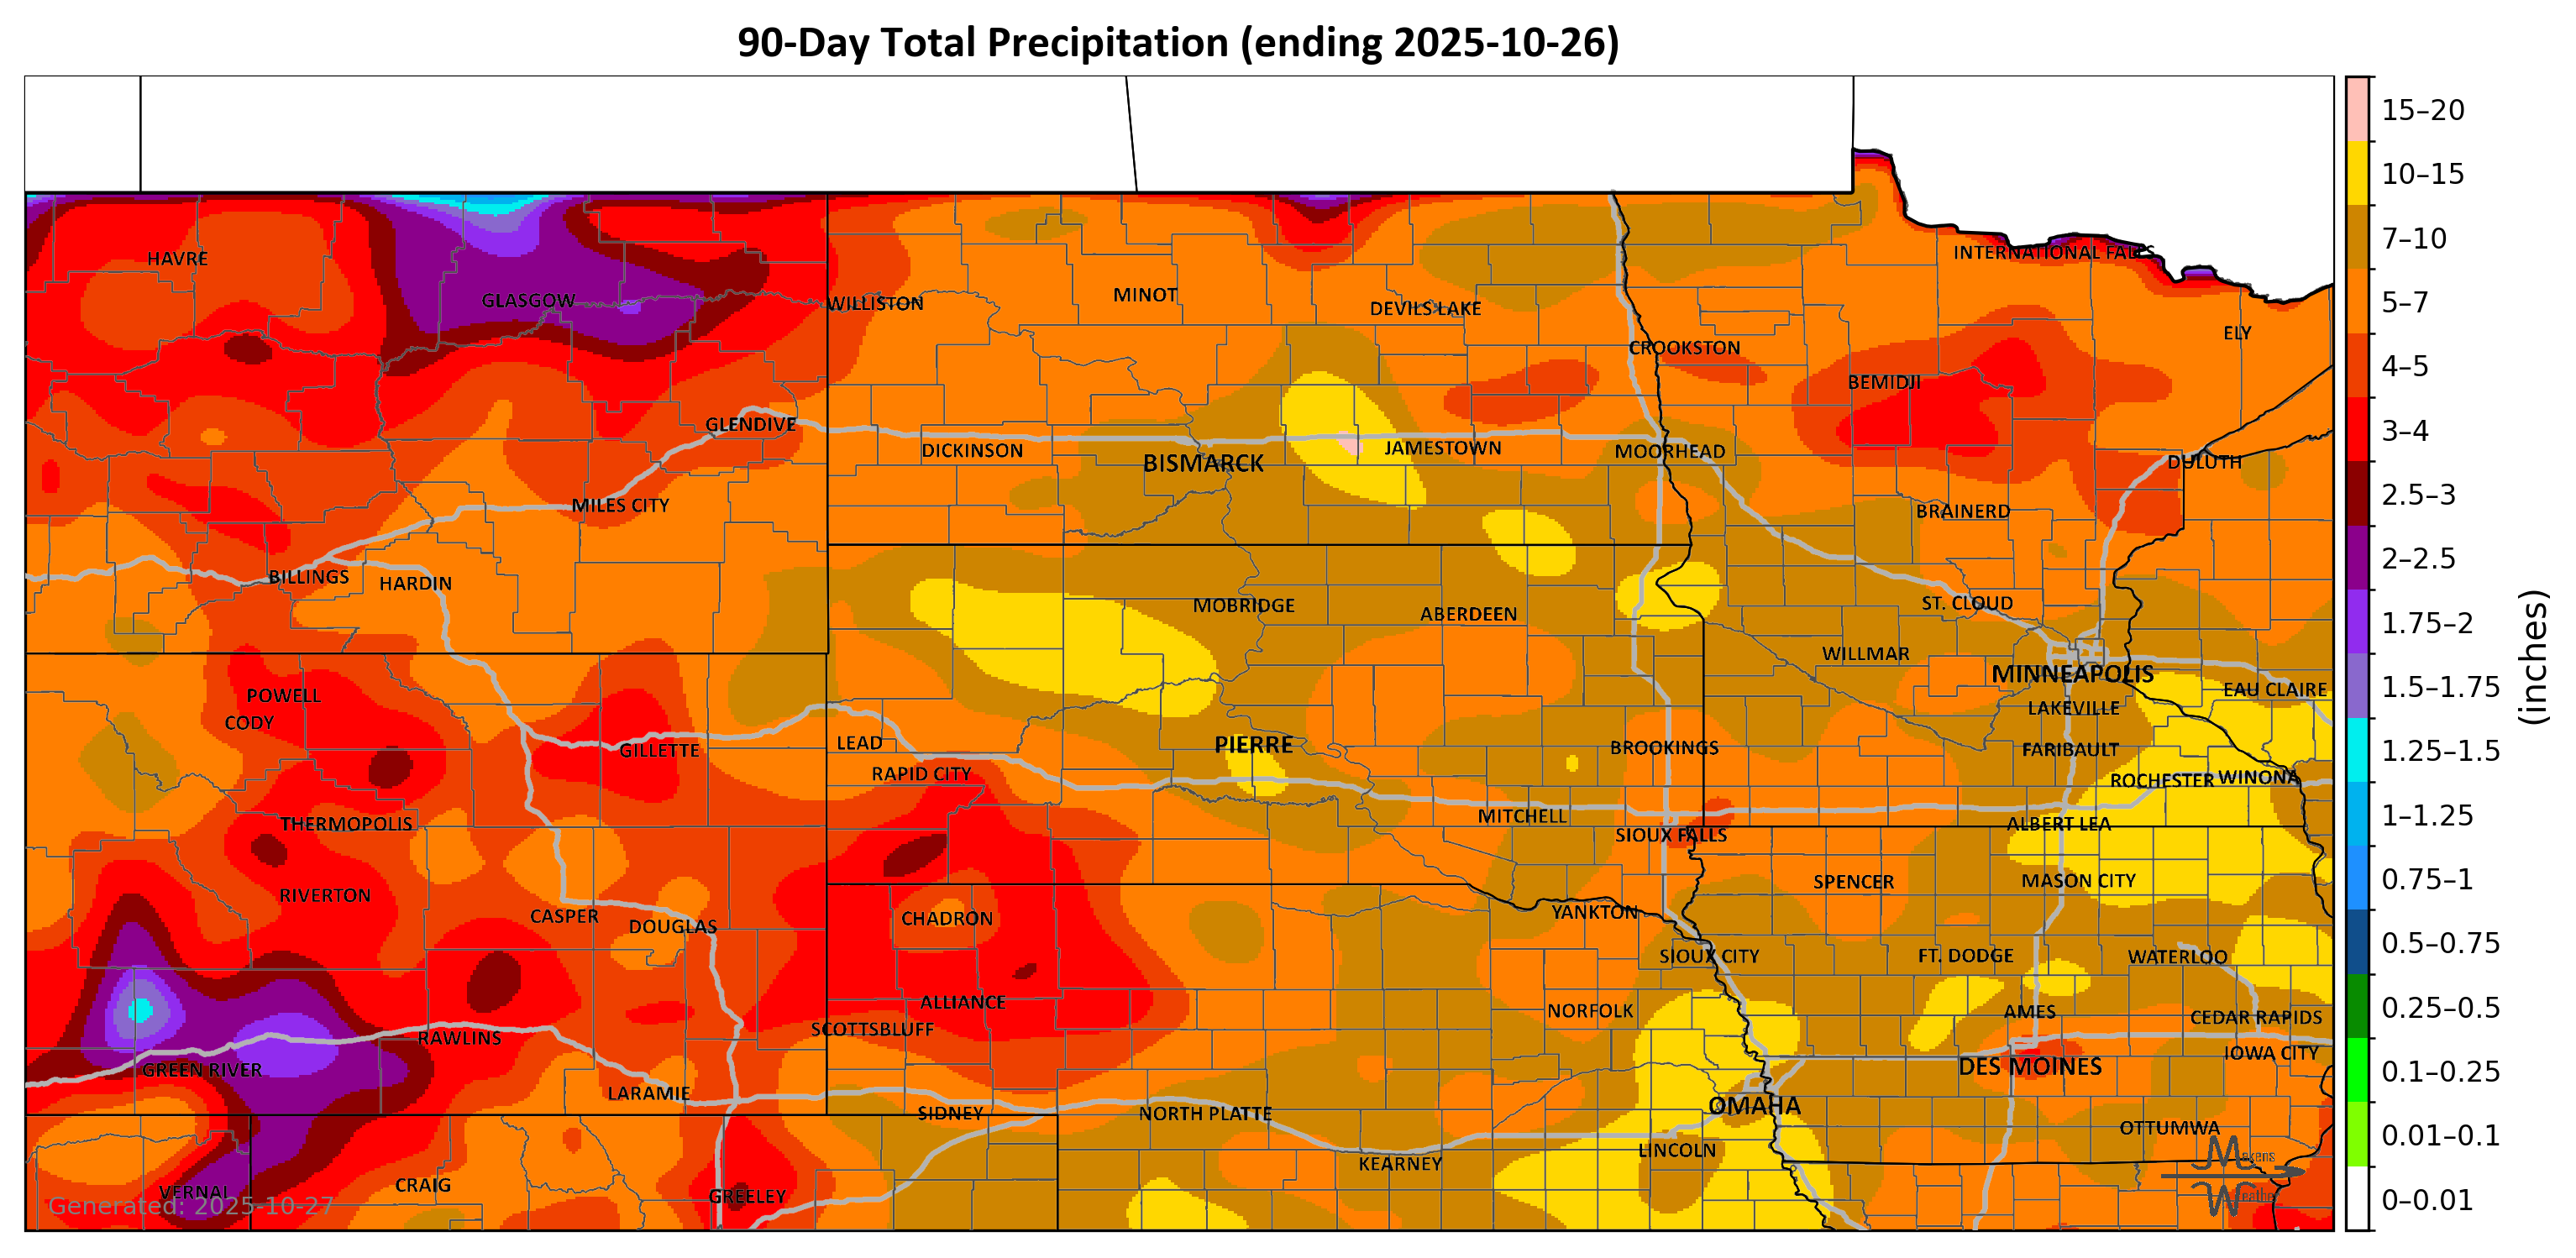 90-Day Total Precipitation (ending 2025-10-26)
HAVRE
GLASGOW
WILLISTON
MINOT
DEVILS LAKE
CROOKSTON
INTERNATIONAL FALLS
ELY
BEMIDJI
GLENDIVE
DICKINSON
BISMARCK
JAMESTOWN
MOORHEAD
DULUTH
MILES CITY
BRAINERD
BILLINGS
HARDIN
MOBRIDGE
ABERDEEN
ST. CLOUD
WILLMAR
MINNEAPOLIS
EAU CLAIRE
POWELL
CODY
LAKEVILLE
GILLETTE
LEAD
PIERRE
BROOKINGS
FARIBAULT
RAPID CITY
ROCHESTER
WINONA
THERMOPOLIS
MITCHELL
SIOUX FALLS
ALBERT LEA
RIVERTON
SPENCER
MASON CITY
CASPER
DOUGLAS
CHADRON
YANKTON
SIOUX CITY
FT. DODGE
WATERLOO
ALLIANCE
NORFOLK
AMES
CEDAR RAPIDS
SCOTTSBLUFF
RAWLINS
IOWA CITY
GREEN RIVER
DES MOINES
LARAMIE
SIDNEY
NORTH PLATTE
OMAHA
OTTUMWA
LINCOLN
KEARNEY
VERNAL
CRAIG
GREELEY
Generated: 2025-10-27
Makens
Weather
15–20
10–15
7–10
5–7
4–5
3–4
2.5–3
2–2.5
1.75–2
1.5–1.75
1.25–1.5
1–1.25
0.75–1
0.5–0.75
0.25–0.5
0.1–0.25
0.01–0.1
0–0.01
(inches)